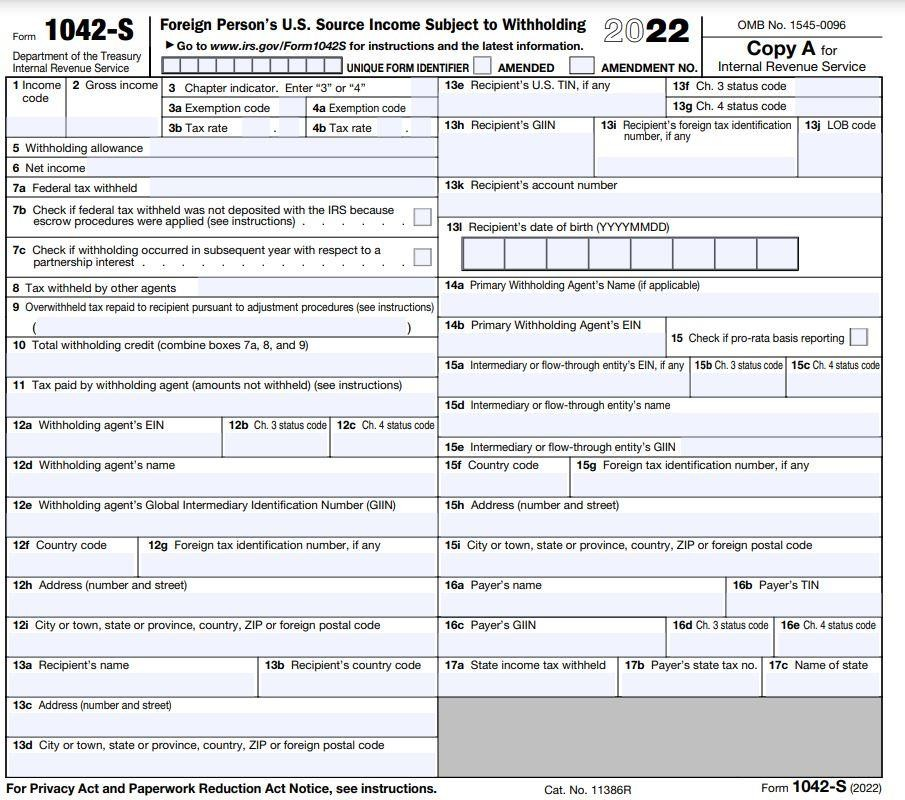 Form 1042-S
Department of the Treasury
Internal Revenue Service
Foreign Person's U.S. Source Income Subject to Withholding
▶ Go to www.irs.gov/Form1042S for instructions and the latest information.
UNIQUE FORM IDENTIFIER AMENDED AMENDMENT NO.
2022
OMB No. 1545-0096
Copy A for
Internal Revenue Service
1 Income code
2 Gross income
3 Chapter indicator. Enter "3" or "4"
3a Exemption code
4a Exemption code
3b Tax rate .
4b Tax rate .
5 Withholding allowance
6 Net income
7a Federal tax withheld
7b Check if federal tax withheld was not deposited with the IRS because
escrow procedures were applied (see instructions) . . . . . .
7c Check if withholding occurred in subsequent year with respect to a
partnership interest . . . . . . . . . . . . .
8 Tax withheld by other agents
9 Overwithheld tax repaid to recipient pursuant to adjustment procedures (see instructions)
( )
10 Total withholding credit (combine boxes 7a, 8, and 9)
11 Tax paid by withholding agent (amounts not withheld) (see instructions)
12a Withholding agent's EIN
12b Ch. 3 status code
12c Ch. 4 status code
12d Withholding agent's name
12e Withholding agent's Global Intermediary Identification Number (GIIN)
12f Country code
12g Foreign tax identification number, if any
12h Address (number and street)
12i City or town, state or province, country, ZIP or foreign postal code
13a Recipient's name
13b Recipient's country code
13c Address (number and street)
13d City or town, state or province, country, ZIP or foreign postal code
13e Recipient's U.S. TIN, if any
13f Ch. 3 status code
13g Ch. 4 status code
13h Recipient's GIIN
13i Recipient's foreign tax identification
number, if any
13j LOB code
13k Recipient's account number
13l Recipient's date of birth (YYYYMMDD)
14a Primary Withholding Agent's Name (if applicable)
14b Primary Withholding Agent's EIN
15 Check if pro-rata basis reporting
15a Intermediary or flow-through entity's EIN, if any
15b Ch. 3 status code
15c Ch. 4 status code
15d Intermediary or flow-through entity's name
15e Intermediary or flow-through entity's GIIN
15f Country code
15g Foreign tax identification number, if any
15h Address (number and street)
15i City or town, state or province, country, ZIP or foreign postal code
16a Payer's name
16b Payer's TIN
16c Payer's GIIN
16d Ch. 3 status code
16e Ch. 4 status code
17a State income tax withheld
17b Payer's state tax no.
17c Name of state
For Privacy Act and Paperwork Reduction Act Notice, see instructions.
Cat. No. 11386R
Form 1042-S (2022)